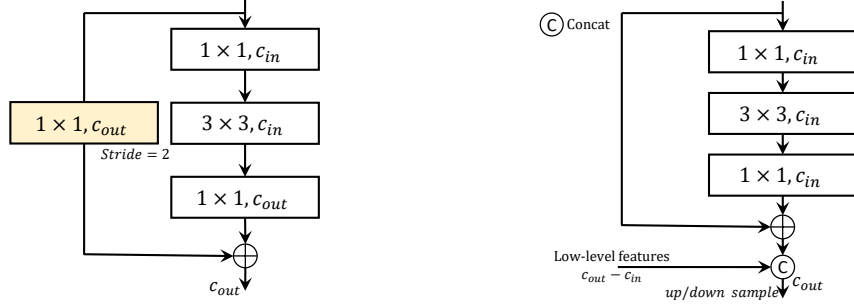 1 × 1, c_in
3 × 3, c_in
1 × 1, c_out
Stride = 2
1 × 1, c_out
c_out
C Concat
1 × 1, c_in
3 × 3, c_in
1 × 1, c_in
Low-level features
c_out − c_in
C
c_out
up/down sample